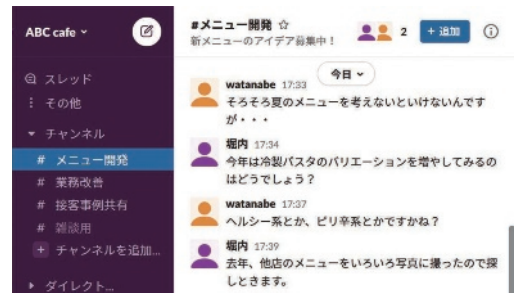 ABC cafe
スレッド
その他
チャンネル
# メニュー開発
# 業務改善
# 接客事例共有
# 雑談用
+ チャンネルを追加...
ダイレクト...
#メニュー開発 ☆
新メニューのアイデア募集中！
2
+ 追加
今日
watanabe 17:33
そろそろ夏のメニューを考えないといけないんです
が・・・
堀内 17:34
今年は冷製パスタのバリエーションを増やしてみるの
はどうでしょう？
watanabe 17:37
ヘルシー系とか、ピリ辛系とかですかね？
堀内 17:39
去年、他店のメニューをいろいろ写真に撮ったので探
しときます。